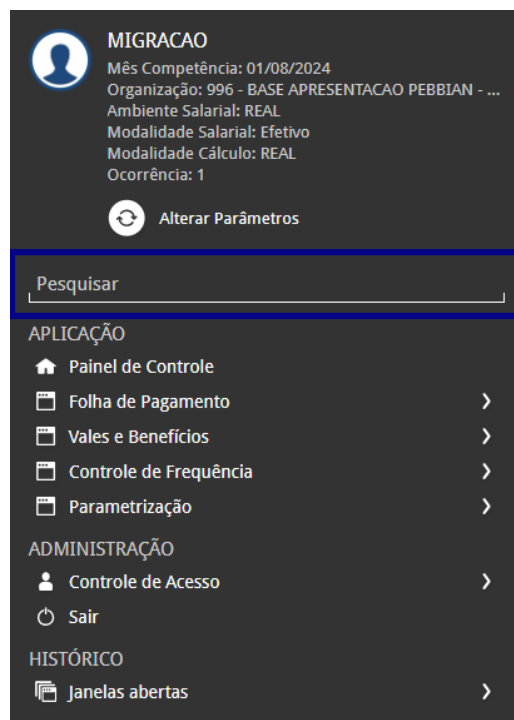 MIGRACAO
Mês Competência: 01/08/2024
Organização: 996 - BASE APRESENTACAO PEBBIAN - ...
Ambiente Salarial: REAL
Modalidade Salarial: Efetivo
Modalidade Cálculo: REAL
Ocorrência: 1
Alterar Parâmetros
Pesquisar
APLICAÇÃO
Painel de Controle
Folha de Pagamento
Vales e Benefícios
Controle de Frequência
Parametrização
ADMINISTRAÇÃO
Controle de Acesso
Sair
HISTÓRICO
Janelas abertas